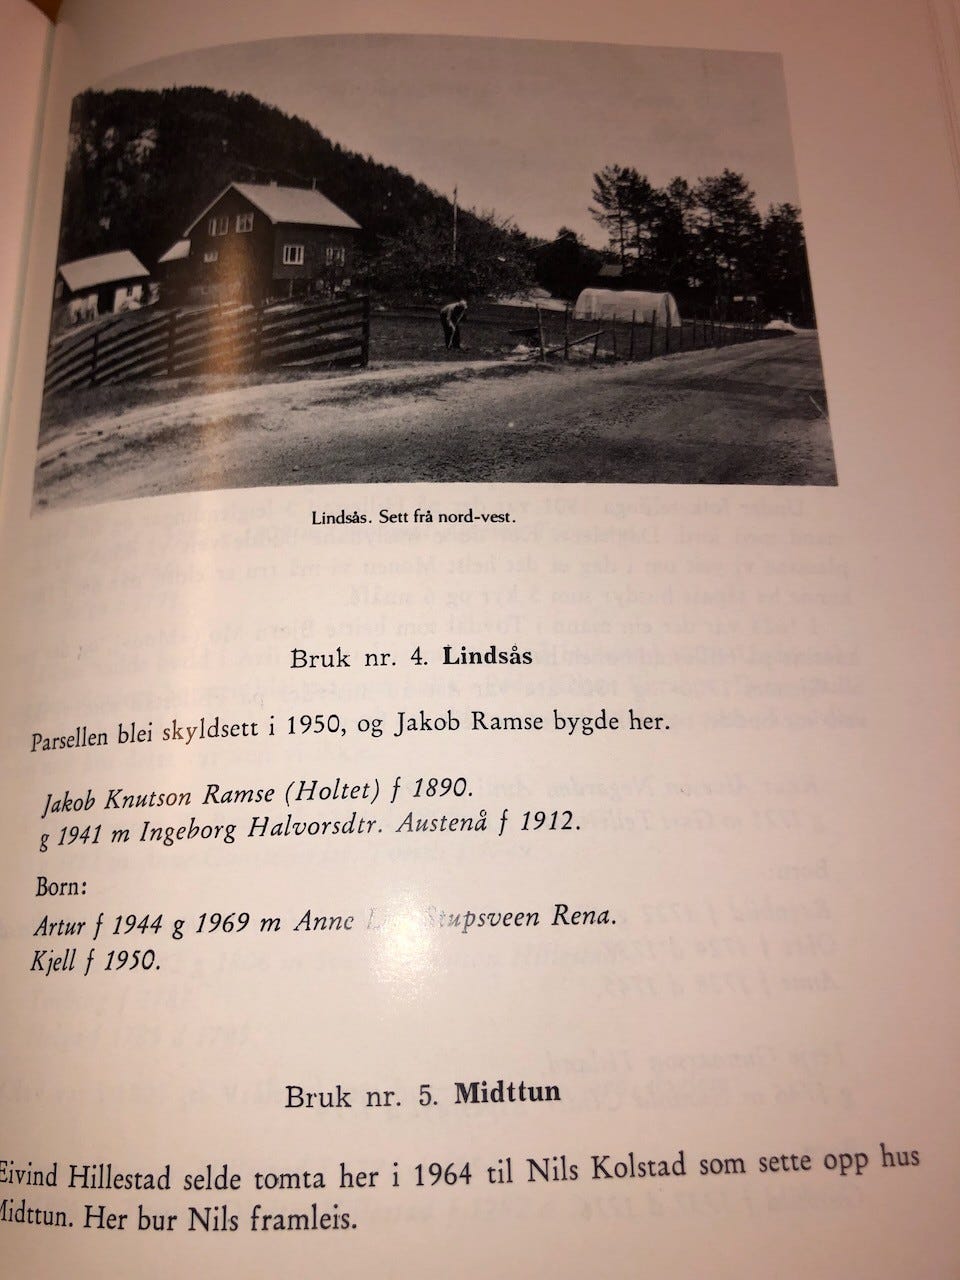 Lindsås. Sett frå nord-vest.
Bruk nr. 4. Lindsås
Parsellen blei skyldsett i 1950, og Jakob Ramse bygde her.
Jakob Knutson Ramse (Holtet) f 1890.
g 1941 m Ingeborg Halvorsdtr. Austenå f 1912.
Born:
Artur f 1944 g 1969 m Anne Stupsveen Rena.
Kjell f 1950.
Bruk nr. 5. Midttun
Eivind Hillestad selde tomta her i 1964 til Nils Kolstad som sette opp hus
Midttun. Her bur Nils framleis.